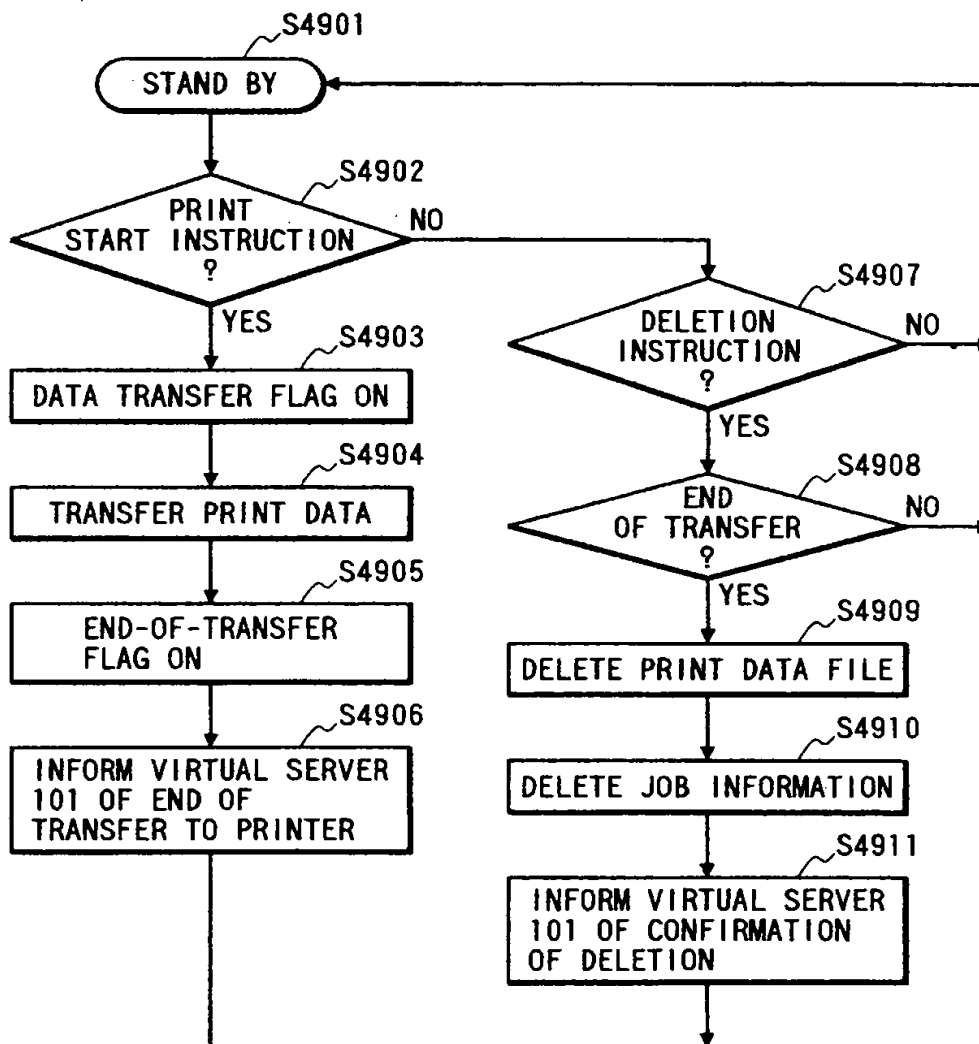 S4901
STAND BY
S4902
PRINT
START INSTRUCTION
?
NO
YES
S4903
DATA TRANSFER FLAG ON
S4904
TRANSFER PRINT DATA
S4905
END-OF-TRANSFER
FLAG ON
S4906
INFORM VIRTUAL SERVER
101 OF END OF
TRANSFER TO PRINTER
S4907
DELETION
INSTRUCTION
?
NO
YES
S4908
END
OF TRANSFER
?
NO
YES
S4909
DELETE PRINT DATA FILE
S4910
DELETE JOB INFORMATION
S4911
INFORM VIRTUAL SERVER
101 OF CONFIRMATION
OF DELETION